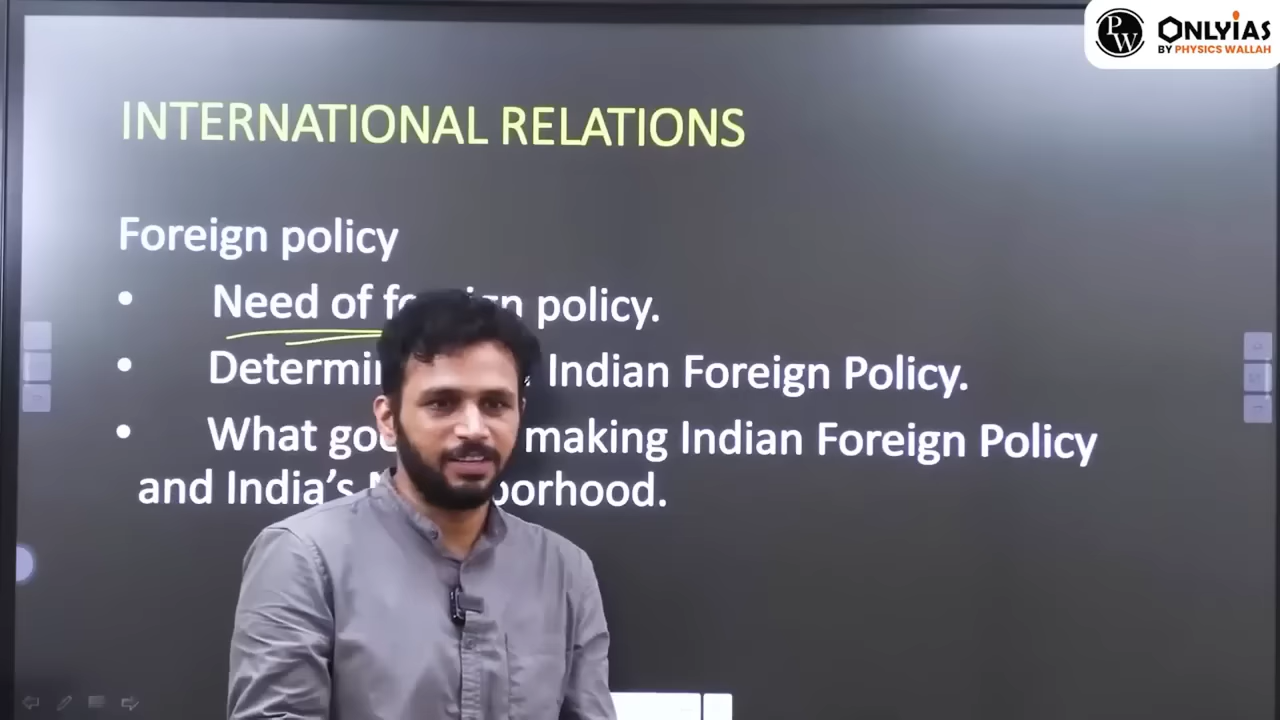 PW ONLYIAS
BY PHYSICS WALLAH
INTERNATIONAL RELATIONS
Foreign policy
• Need of policy.
• Indian Foreign Policy.
• What making Indian Foreign Policy
and India's